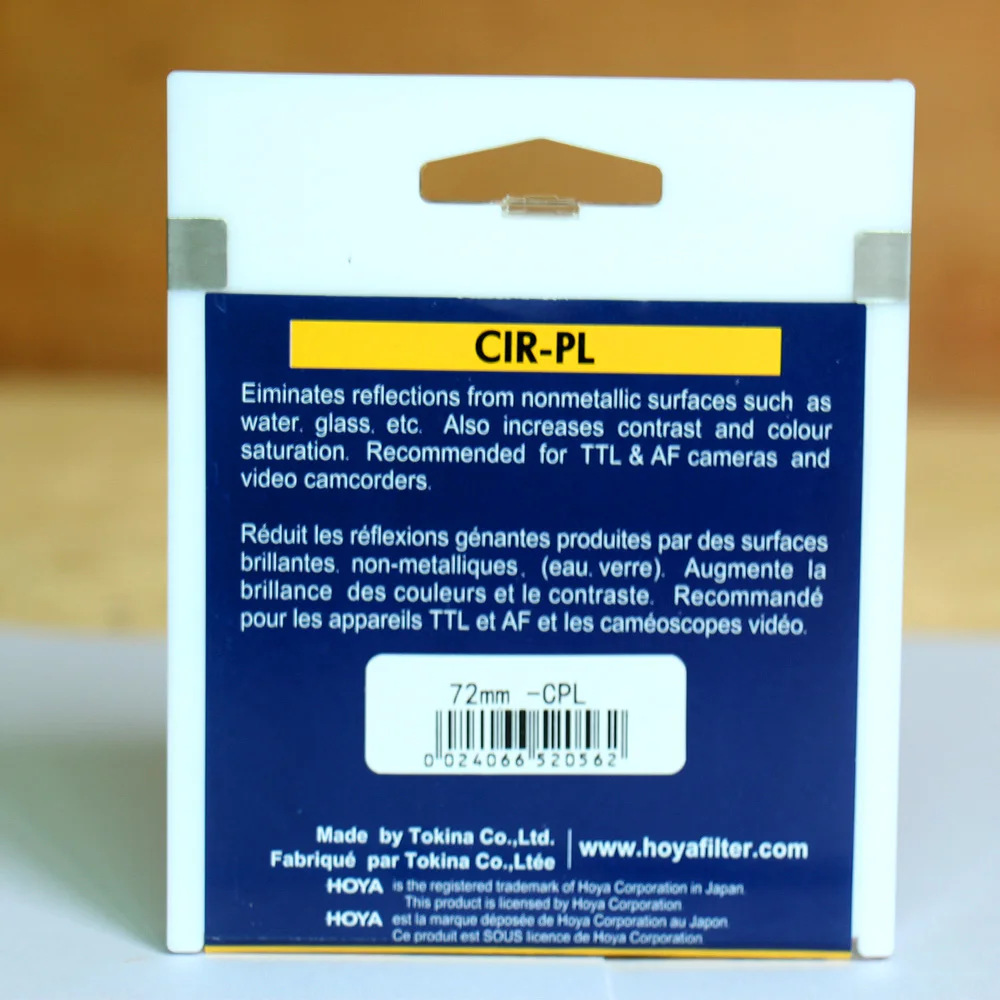 CIR-PL
Eiminates reflections from nonmetallic surfaces such as
water. glass. etc. Also increases contrast and colour
saturation. Recommended for TTL & AF cameras and
video camcorders.
Réduit les réflexions génantes produites par des surfaces
brillantes. non-metalliques. (eau. verre). Augmente la
brillance des couleurs et le contraste. Recommandé
pour les appareils TTL et AF et les caméoscopes vidéo.
72mm -CPL
0 024066 520562
Made by Tokina Co.,Ltd.
Fabriqué par Tokina Co.,Ltée
www.hoyafilter.com
HOYA is the registered trademark of Hoya Corporation in Japan
This product is licensed by Hoya Corporation
HOYA est la marque déposée de Hoya Corporation au Japon
Ce produit est SOUS licence de Hoya Corporation